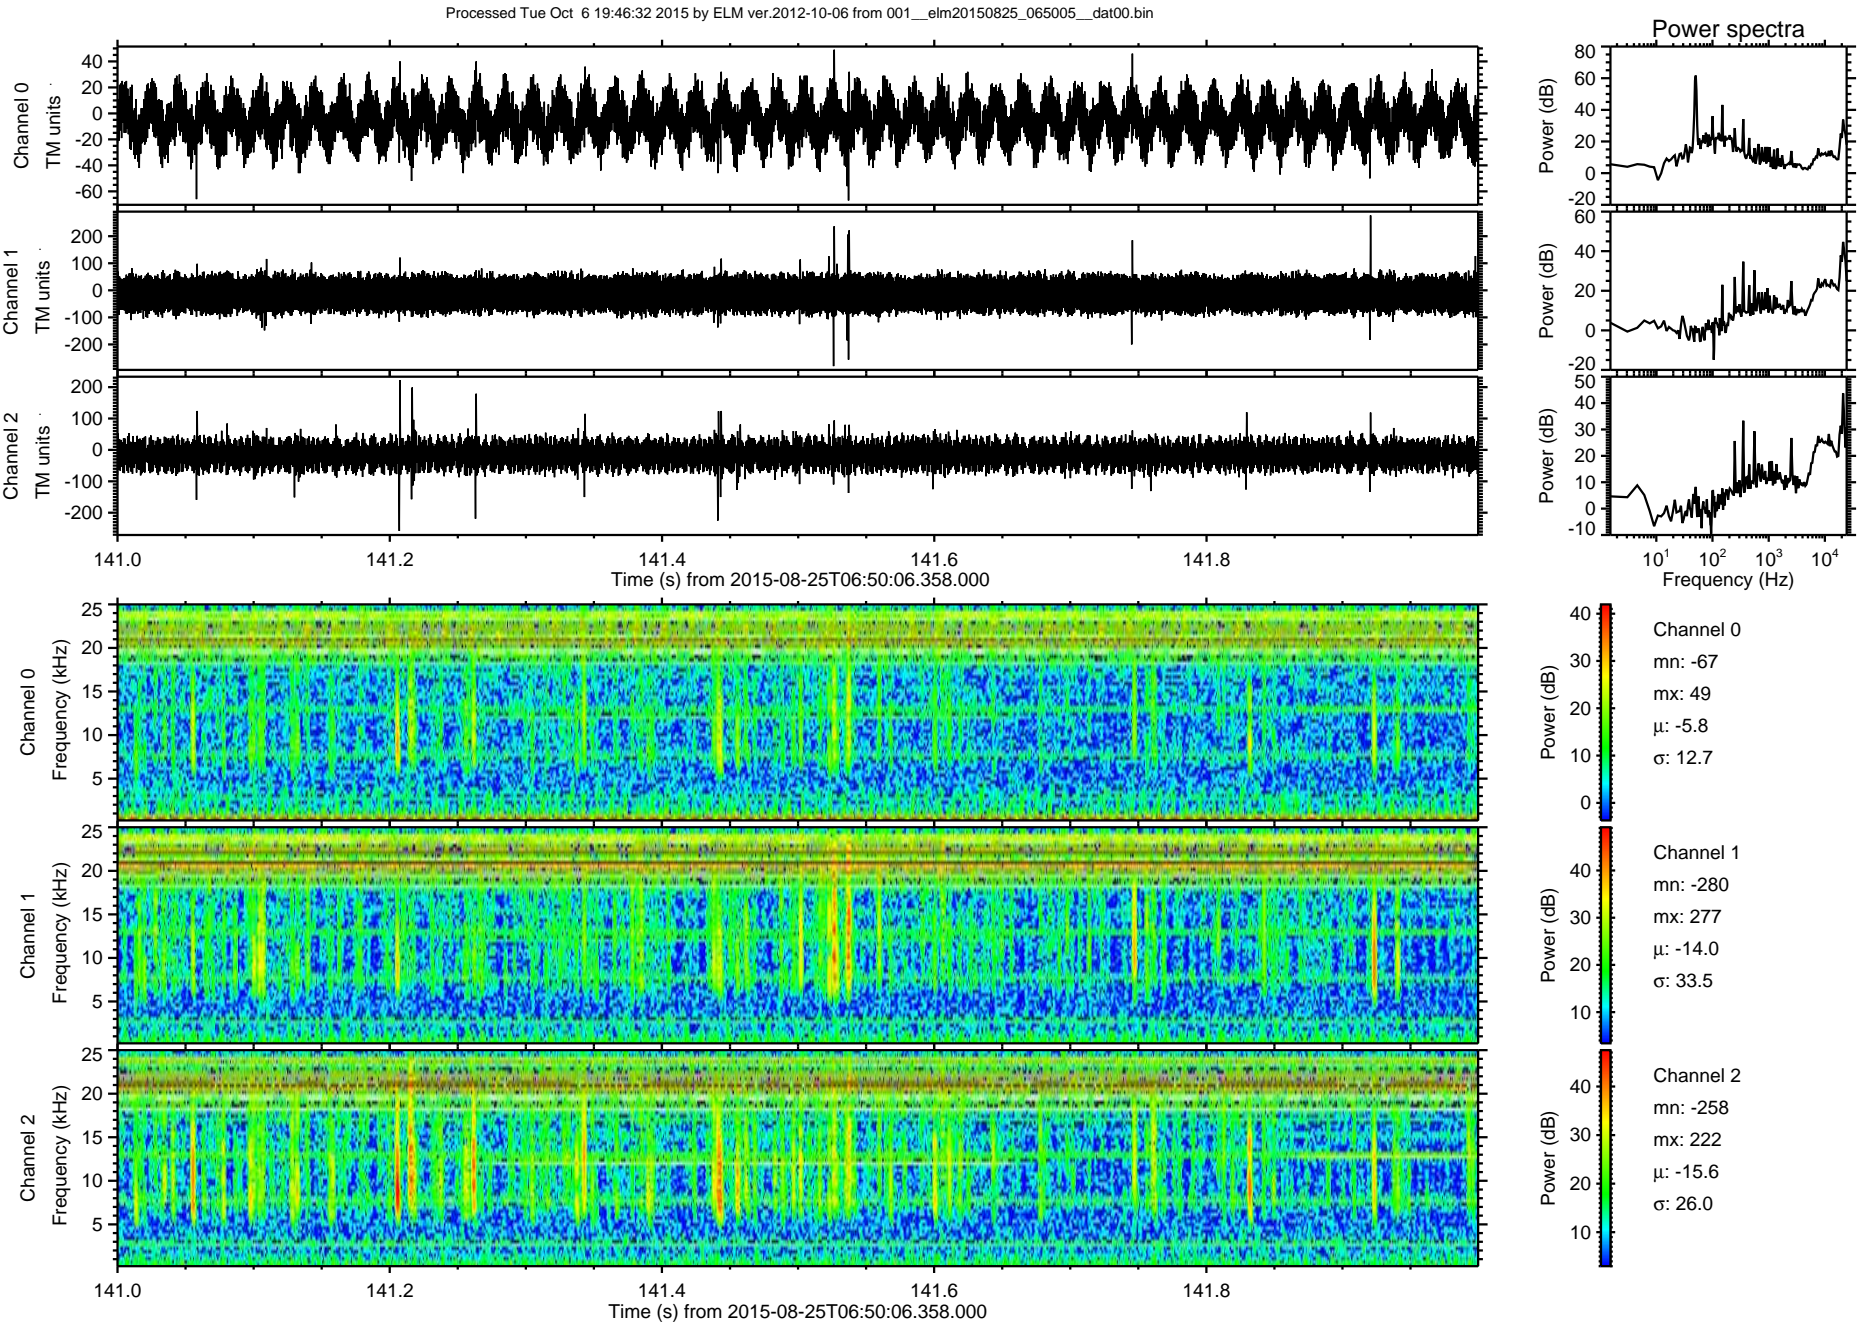 Processed Tue Oct  6 19:46:32 2015 by ELM ver.2012-10-06 from 001__elm20150825_065005__dat00.bin
Power spectra
Channel 0
TM units
40
20
0
-20
-40
-60
Power (dB)
80
60
40
20
0
-20
Channel 1
TM units
200
100
0
-100
-200
Power (dB)
60
40
20
0
-20
Channel 2
TM units
200
100
0
-100
-200
Power (dB)
50
40
30
20
10
0
-10
141.0 141.2 141.4 141.6 141.8
Time (s) from 2015-08-25T06:50:06.358.000
10^1 10^2 10^3 10^4
Frequency (Hz)
Channel 0
Frequency (kHz)
25
20
15
10
5
Power (dB)
40
30
20
10
0
Channel 0
mn: -67
mx: 49
μ: -5.8
σ: 12.7
Channel 1
Frequency (kHz)
25
20
15
10
5
Power (dB)
40
30
20
10
Channel 1
mn: -280
mx: 277
μ: -14.0
σ: 33.5
Channel 2
Frequency (kHz)
25
20
15
10
5
Power (dB)
40
30
20
10
Channel 2
mn: -258
mx: 222
μ: -15.6
σ: 26.0
141.0 141.2 141.4 141.6 141.8
Time (s) from 2015-08-25T06:50:06.358.000